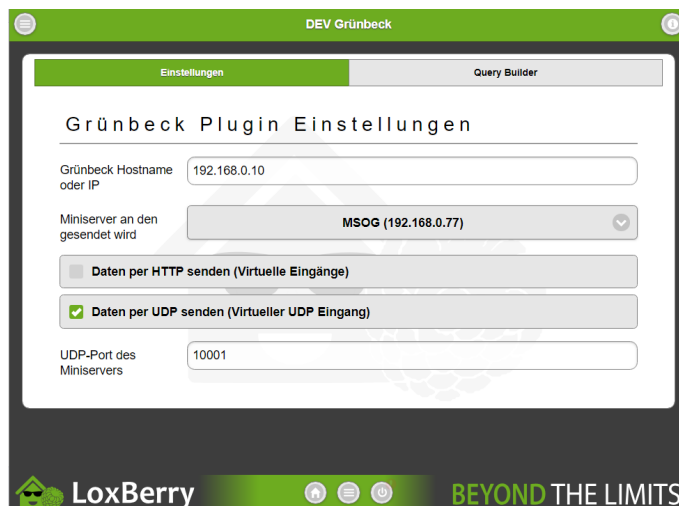 DEV Grünbeck
Einstellungen
Query Builder
Grünbeck Plugin Einstellungen
Grünbeck Hostname
oder IP
192.168.0.10
Miniserver an den
gesendet wird
MSOG (192.168.0.77)
Daten per HTTP senden (Virtuelle Eingänge)
Daten per UDP senden (Virtueller UDP Eingang)
UDP-Port des
Miniservers
10001
LoxBerry
BEYOND THE LIMITS